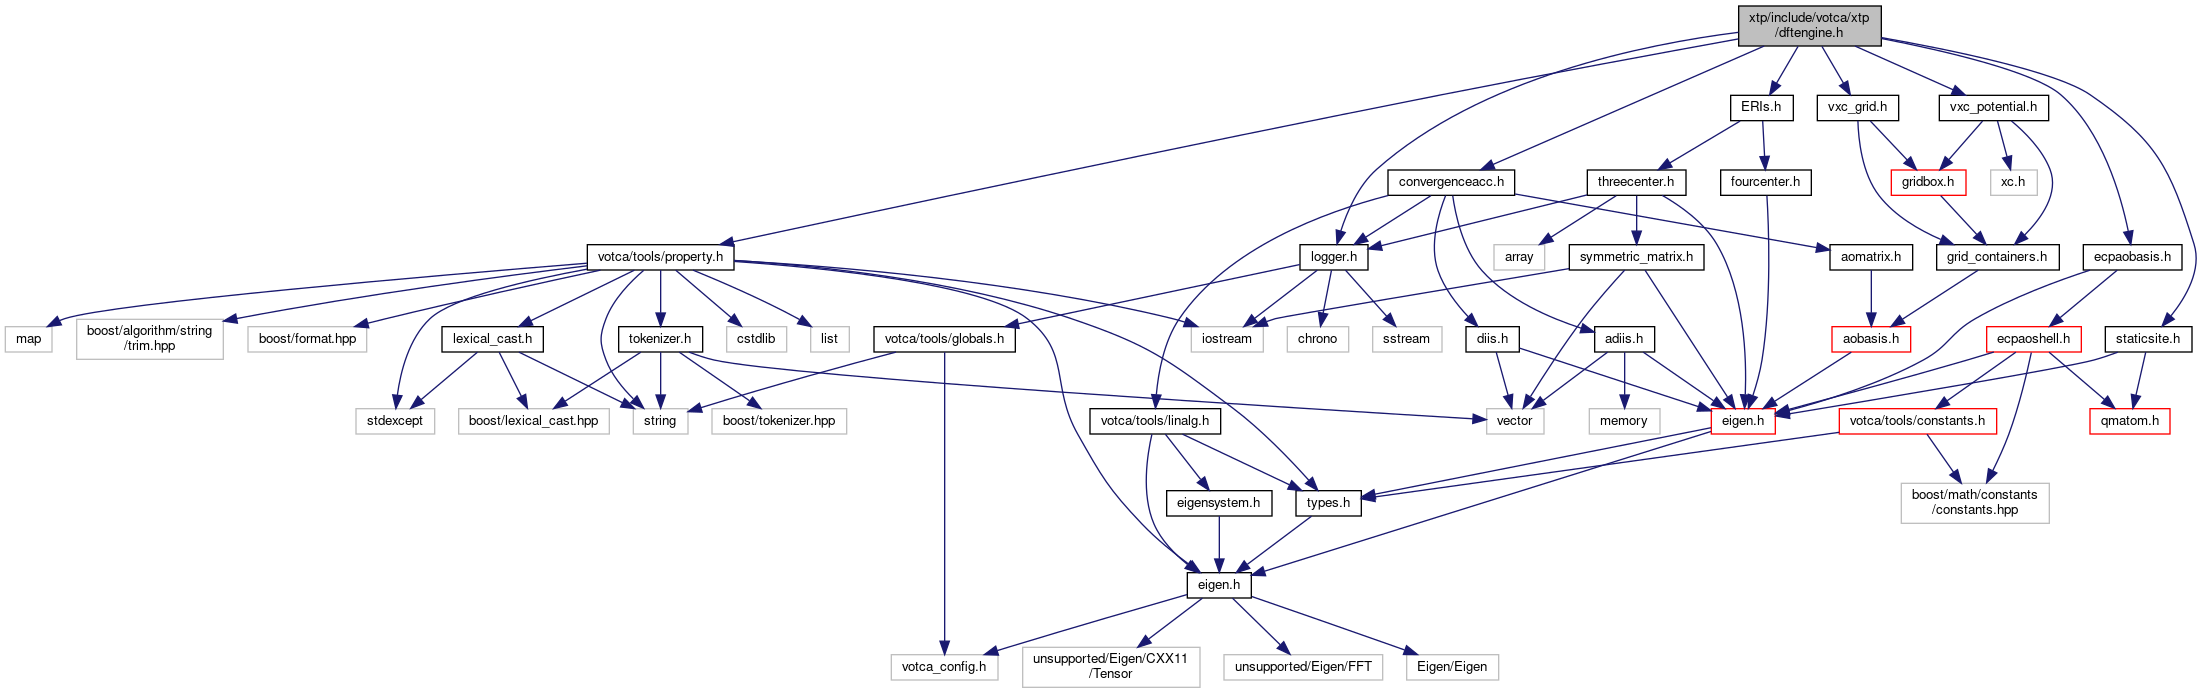 xtp/include/votca/xtp
/dftengine.h
ERIs.h
vxc_grid.h
vxc_potential.h
convergenceacc.h
threecenter.h
fourcenter.h
gridbox.h
xc.h
votca/tools/property.h
logger.h
array
symmetric_matrix.h
aomatrix.h
grid_containers.h
ecpaobasis.h
map
boost/algorithm/string
/trim.hpp
boost/format.hpp
lexical_cast.h
tokenizer.h
cstdlib
list
votca/tools/globals.h
iostream
chrono
sstream
diis.h
adiis.h
aobasis.h
ecpaoshell.h
staticsite.h
stdexcept
boost/lexical_cast.hpp
string
boost/tokenizer.hpp
votca/tools/linalg.h
vector
memory
eigen.h
votca/tools/constants.h
qmatom.h
eigensystem.h
types.h
boost/math/constants
/constants.hpp
eigen.h
votca_config.h
unsupported/Eigen/CXX11
/Tensor
unsupported/Eigen/FFT
Eigen/Eigen